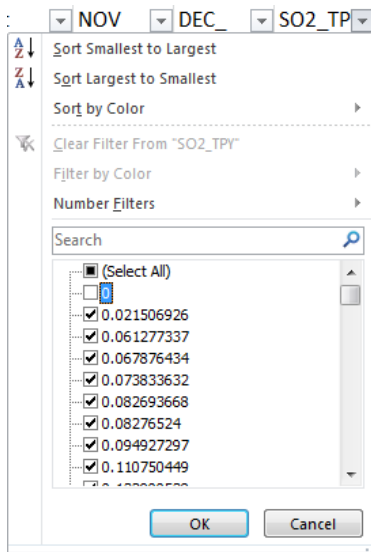 NOV DEC_ SO2_TP
Sort Smallest to Largest
Sort Largest to Smallest
Sort by Color
Clear Filter From "SO2_TPY"
Filter by Color
Number Filters
Search
(Select All)
0
0.021506926
0.061277337
0.067876434
0.073833632
0.082693668
0.08276524
0.094927297
0.110750449
OK Cancel